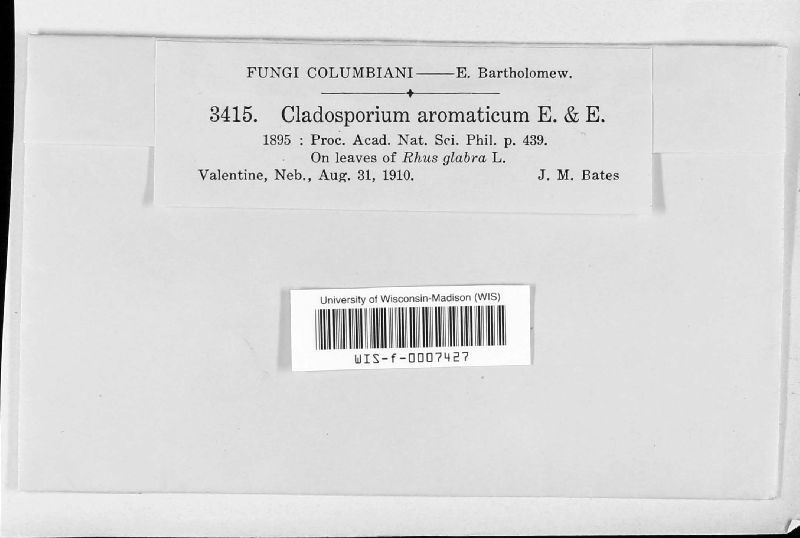 FUNGI COLUMBIANI——E. Bartholomew.
3415. Cladosporium aromaticum E. & E.
1895 : Proc. Acad. Nat. Sci. Phil. p. 439.
On leaves of Rhus glabra L.
Valentine, Neb., Aug. 31, 1910. J. M. Bates
University of Wisconsin-Madison (WIS)
WIS-f-0007427